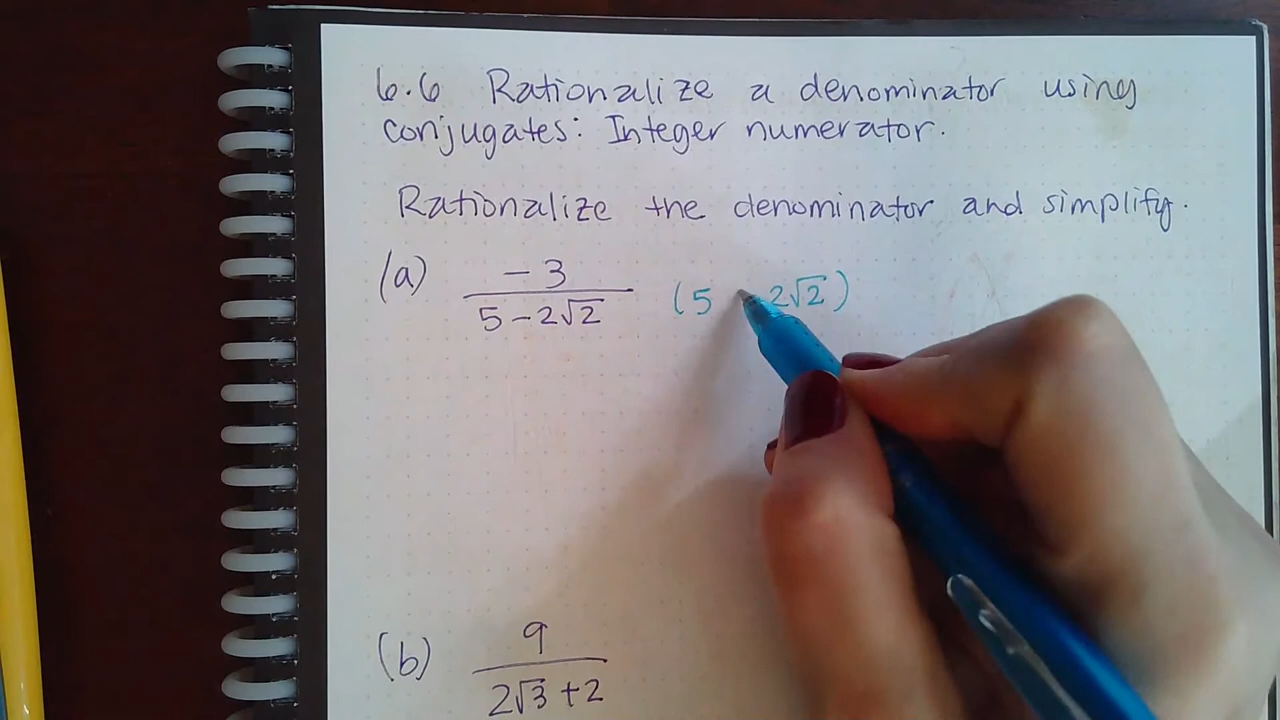 6.6 Rationalize a denominator using
conjugates: Integer numerator.
Rationalize the denominator and simplify.
(a) -3 / 5-2√2 (5 2√2)
(b) 9 / 2√3+2